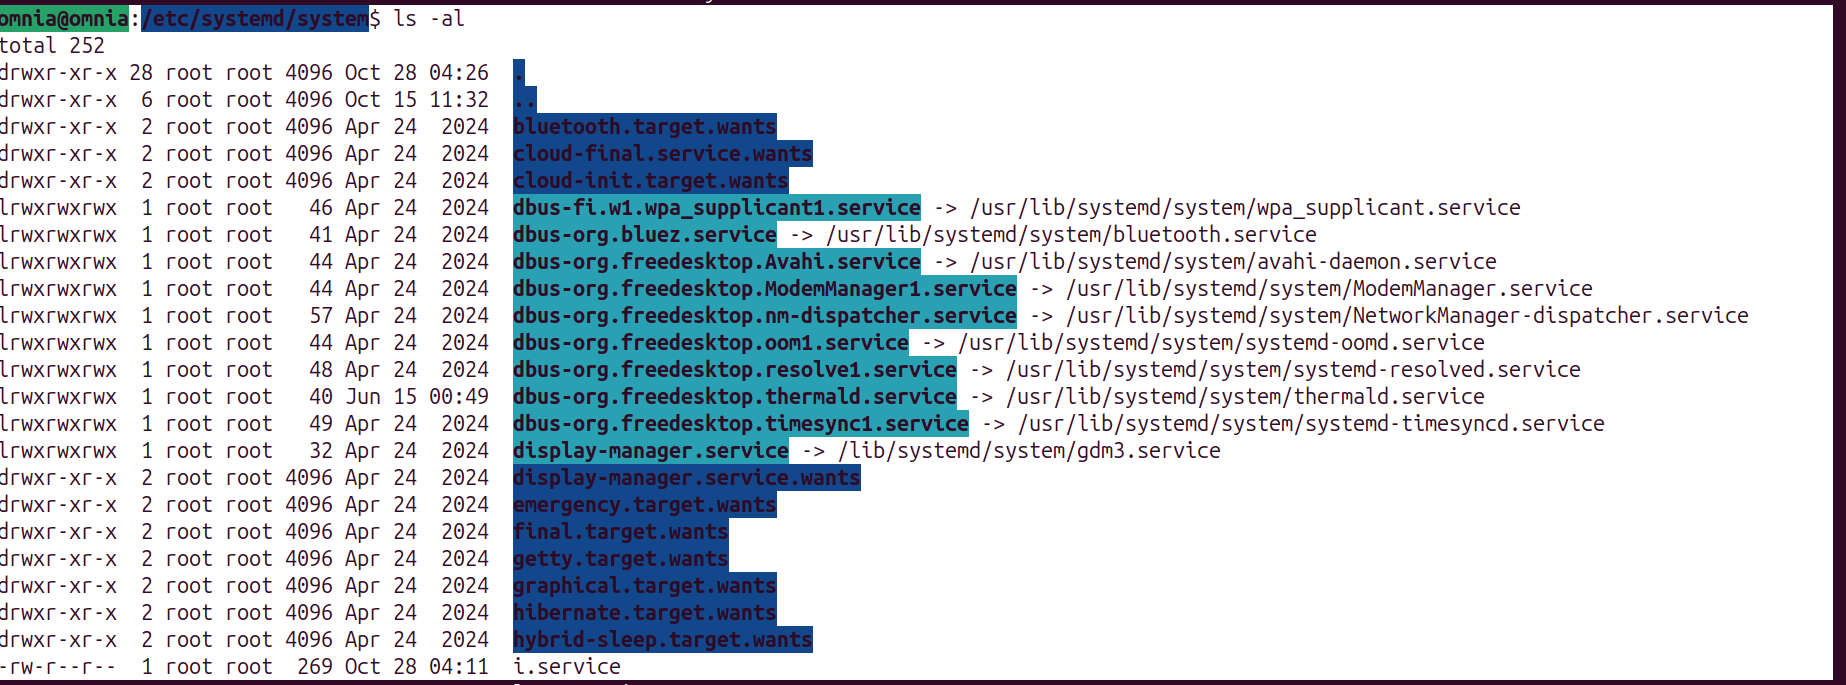 omnia@omnia:/etc/systemd/system$ ls -al
total 252
drwxr-xr-x 28 root root 4096 Oct 28 04:26  .
drwxr-xr-x  6 root root 4096 Oct 15 11:32  ..
drwxr-xr-x  2 root root 4096 Apr 24  2024  bluetooth.target.wants
drwxr-xr-x  2 root root 4096 Apr 24  2024  cloud-final.service.wants
drwxr-xr-x  2 root root 4096 Apr 24  2024  cloud-init.target.wants
lrwxrwxrwx  1 root root   46 Apr 24  2024  dbus-fi.w1.wpa_supplicant1.service -> /usr/lib/systemd/system/wpa_supplicant.service
lrwxrwxrwx  1 root root   41 Apr 24  2024  dbus-org.bluez.service -> /usr/lib/systemd/system/bluetooth.service
lrwxrwxrwx  1 root root   44 Apr 24  2024  dbus-org.freedesktop.Avahi.service -> /usr/lib/systemd/system/avahi-daemon.service
lrwxrwxrwx  1 root root   44 Apr 24  2024  dbus-org.freedesktop.ModemManager1.service -> /usr/lib/systemd/system/ModemManager.service
lrwxrwxrwx  1 root root   57 Apr 24  2024  dbus-org.freedesktop.nm-dispatcher.service -> /usr/lib/systemd/system/NetworkManager-dispatcher.service
lrwxrwxrwx  1 root root   44 Apr 24  2024  dbus-org.freedesktop.oom1.service -> /usr/lib/systemd/system/systemd-oomd.service
lrwxrwxrwx  1 root root   48 Apr 24  2024  dbus-org.freedesktop.resolve1.service -> /usr/lib/systemd/system/systemd-resolved.service
lrwxrwxrwx  1 root root   40 Jun 15 00:49  dbus-org.freedesktop.thermald.service -> /usr/lib/systemd/system/thermald.service
lrwxrwxrwx  1 root root   49 Apr 24  2024  dbus-org.freedesktop.timesync1.service -> /usr/lib/systemd/system/systemd-timesyncd.service
lrwxrwxrwx  1 root root   32 Apr 24  2024  display-manager.service -> /lib/systemd/system/gdm3.service
drwxr-xr-x  2 root root 4096 Apr 24  2024  display-manager.service.wants
drwxr-xr-x  2 root root 4096 Apr 24  2024  emergency.target.wants
drwxr-xr-x  2 root root 4096 Apr 24  2024  final.target.wants
drwxr-xr-x  2 root root 4096 Apr 24  2024  getty.target.wants
drwxr-xr-x  2 root root 4096 Apr 24  2024  graphical.target.wants
drwxr-xr-x  2 root root 4096 Apr 24  2024  hibernate.target.wants
drwxr-xr-x  2 root root 4096 Apr 24  2024  hybrid-sleep.target.wants
-rw-r--r--  1 root root  269 Oct 28 04:11  i.service